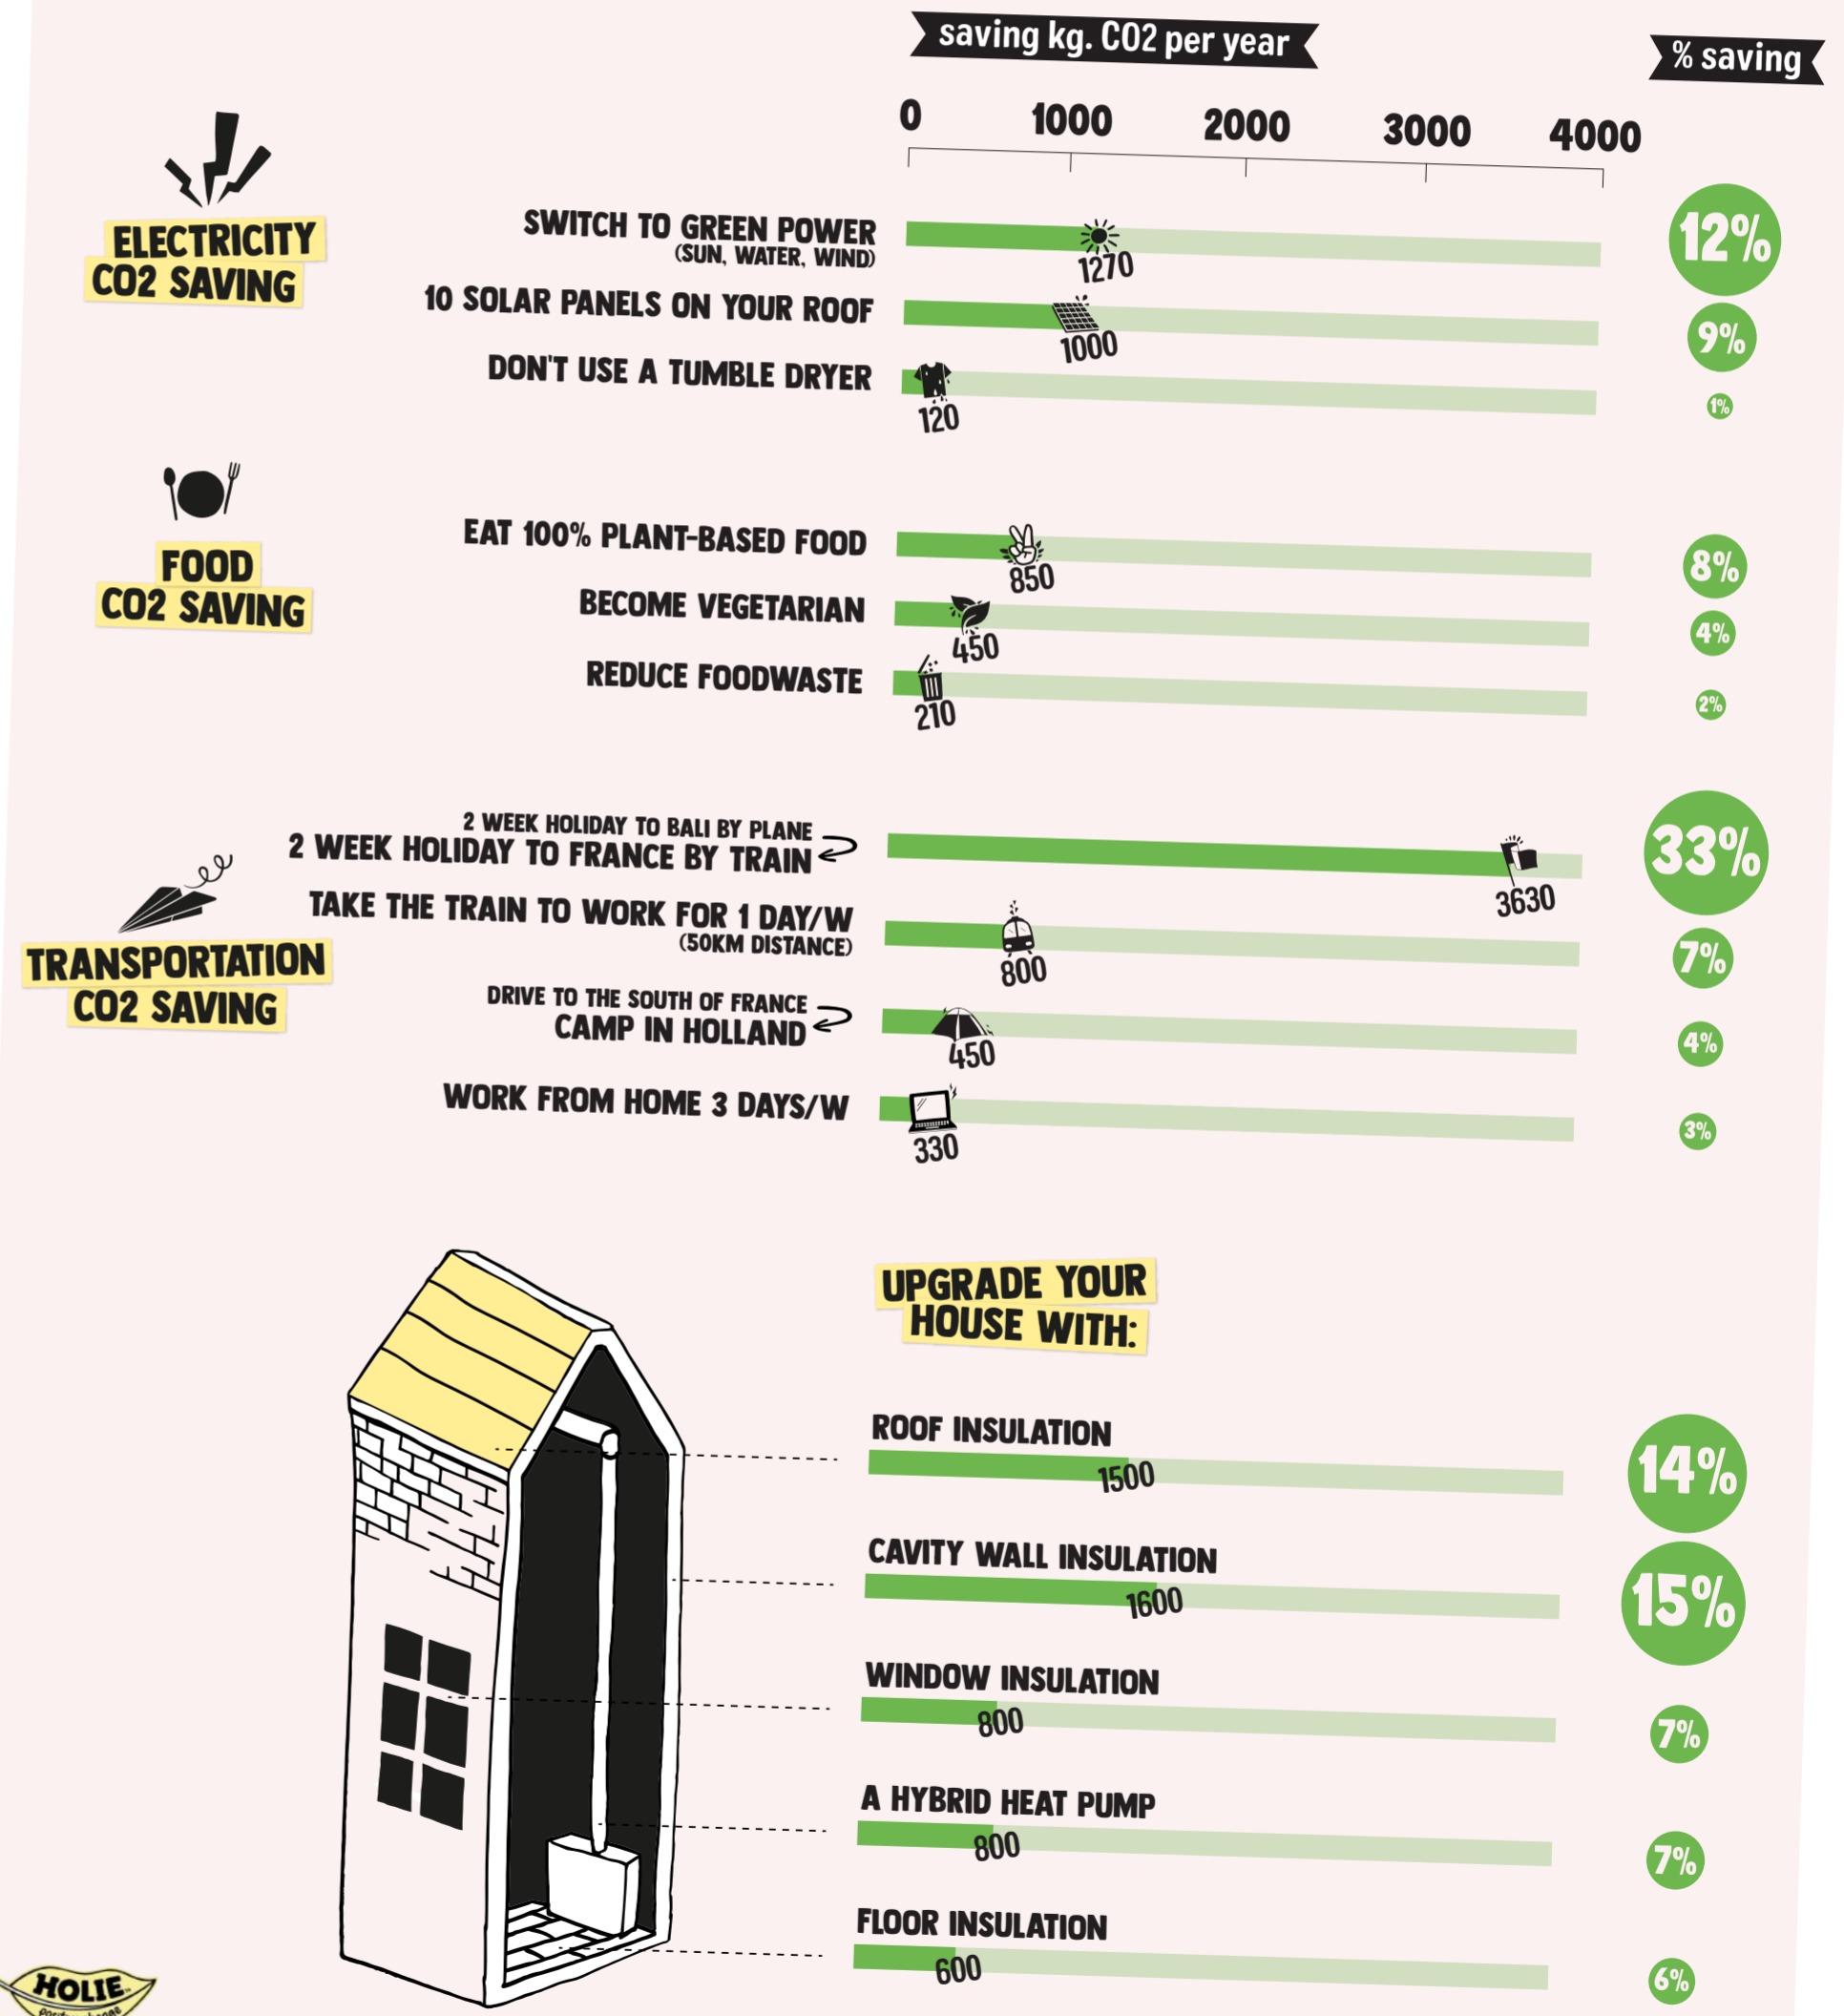 saving kg. CO2 per year
% saving
0 1000 2000 3000 4000
ELECTRICITY
CO2 SAVING
SWITCH TO GREEN POWER
(SUN, WATER, WIND)
1270
12%
10 SOLAR PANELS ON YOUR ROOF
1000
9%
DON'T USE A TUMBLE DRYER
120
1%
FOOD
CO2 SAVING
EAT 100% PLANT-BASED FOOD
850
8%
BECOME VEGETARIAN
450
4%
REDUCE FOODWASTE
210
2%
TRANSPORTATION
CO2 SAVING
2 WEEK HOLIDAY TO BALI BY PLANE
2 WEEK HOLIDAY TO FRANCE BY TRAIN
3630
33%
TAKE THE TRAIN TO WORK FOR 1 DAY/W
(50KM DISTANCE)
800
7%
DRIVE TO THE SOUTH OF FRANCE
CAMP IN HOLLAND
450
4%
WORK FROM HOME 3 DAYS/W
330
3%
UPGRADE YOUR
HOUSE WITH:
ROOF INSULATION
1500
14%
CAVITY WALL INSULATION
1600
15%
WINDOW INSULATION
800
7%
A HYBRID HEAT PUMP
800
7%
FLOOR INSULATION
600
6%
HOLIE